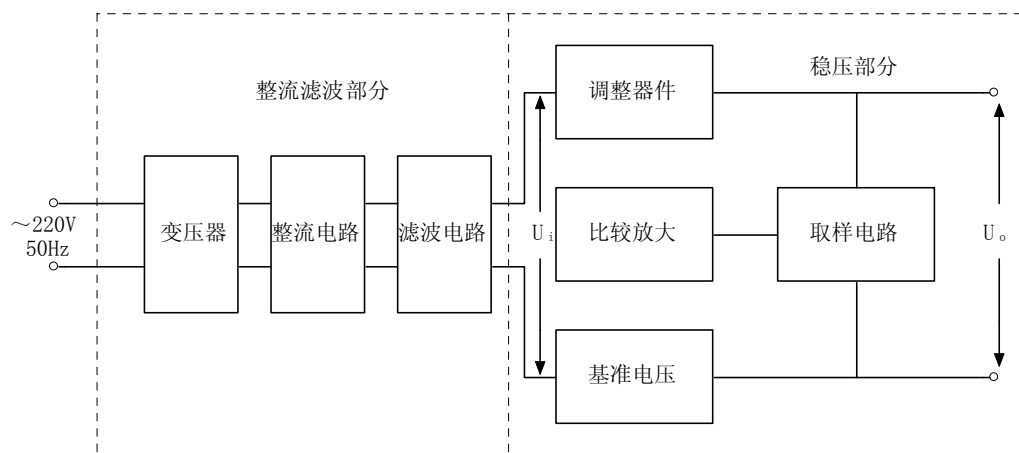 整流滤波部分
稳压部分
调整器件
～220V
50Hz
变压器
整流电路
滤波电路
Ui
比较放大
取样电路
Uo
基准电压